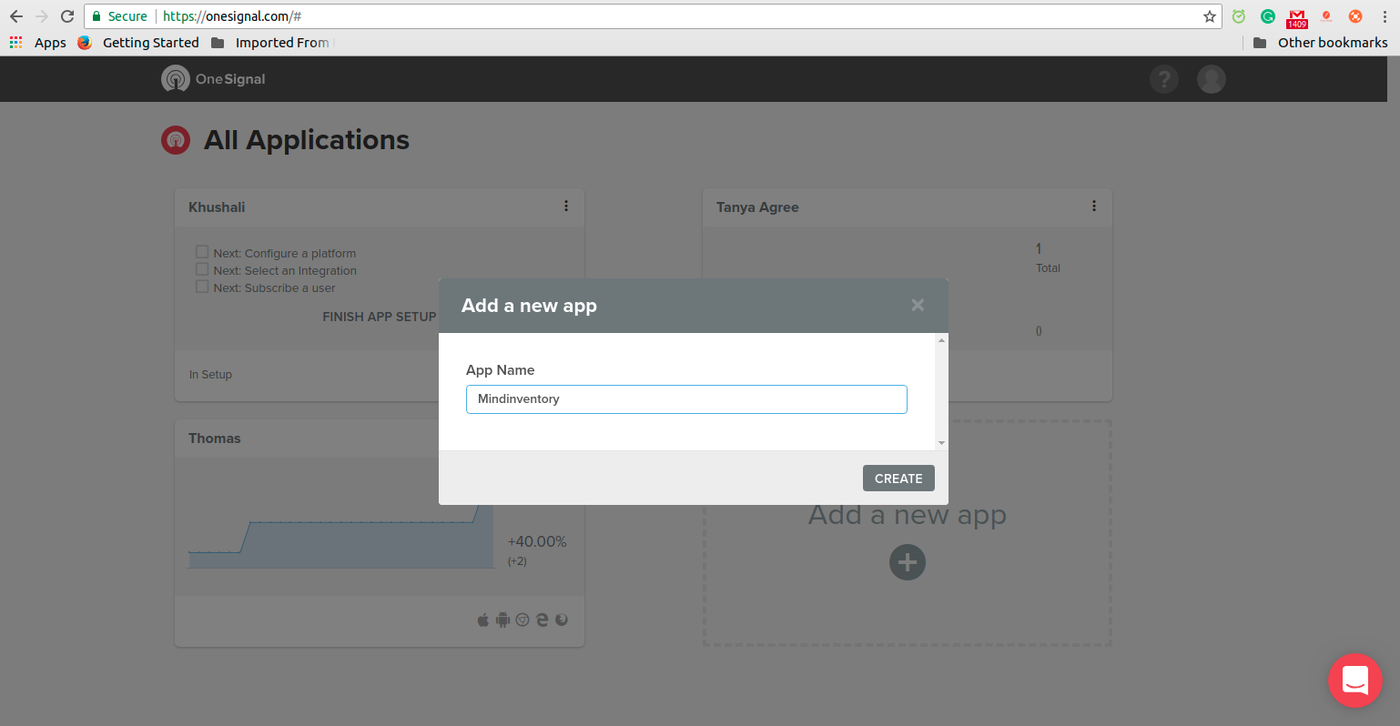 Secure https://onesignal.com/#
1409
Apps Getting Started Imported From
Other bookmarks
OneSignal
?
All Applications
Khushali
Next: Configure a platform
Next: Select an Integration
Next: Subscribe a user
FINISH APP SETUP
In Setup
Tanya Agree
1
Total
()
Add a new app
App Name
Mindinventory
CREATE
Thomas
+40.00%
(+2)
Add a new app